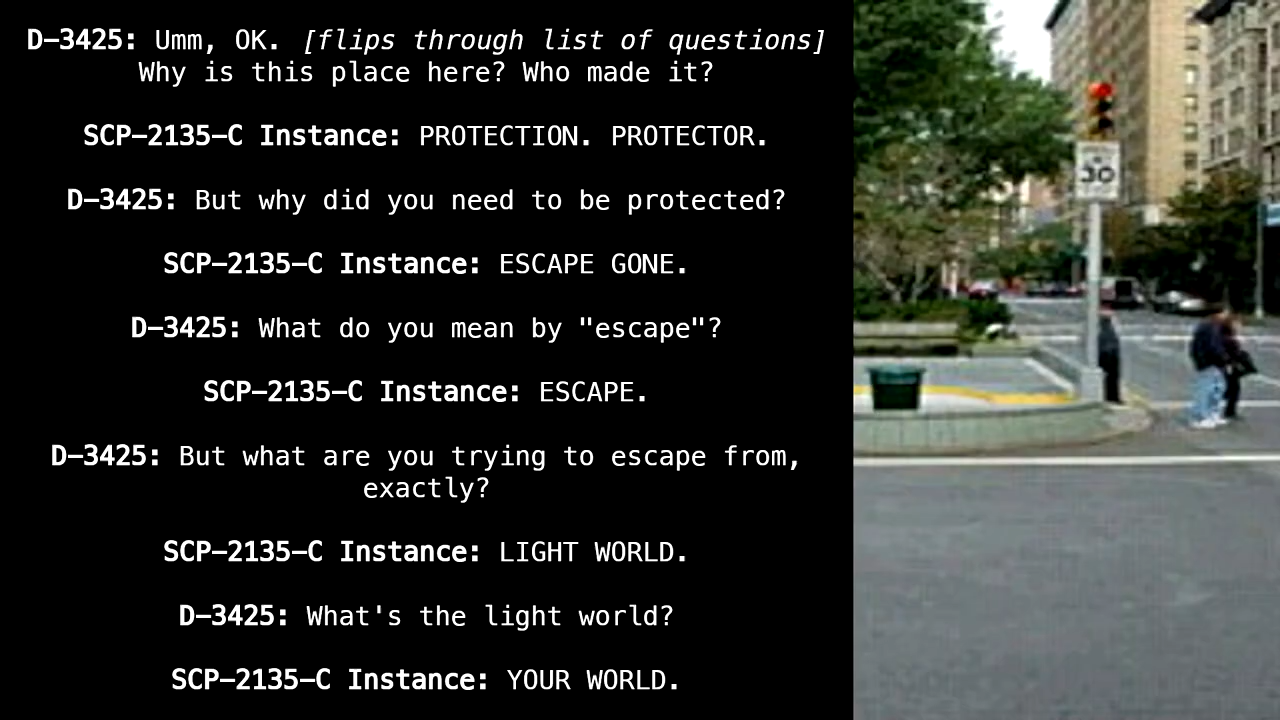 D–3425: Umm, OK. [flips through list of questions]
Why is this place here? Who made it?
SCP–2135–C Instance: PROTECTION. PROTECTOR.
D–3425: But why did you need to be protected?
SCP–2135–C Instance: ESCAPE GONE.
D–3425: What do you mean by "escape"?
SCP–2135–C Instance: ESCAPE.
D–3425: But what are you trying to escape from,
exactly?
SCP–2135–C Instance: LIGHT WORLD.
D–3425: What's the light world?
SCP–2135–C Instance: YOUR WORLD.
30